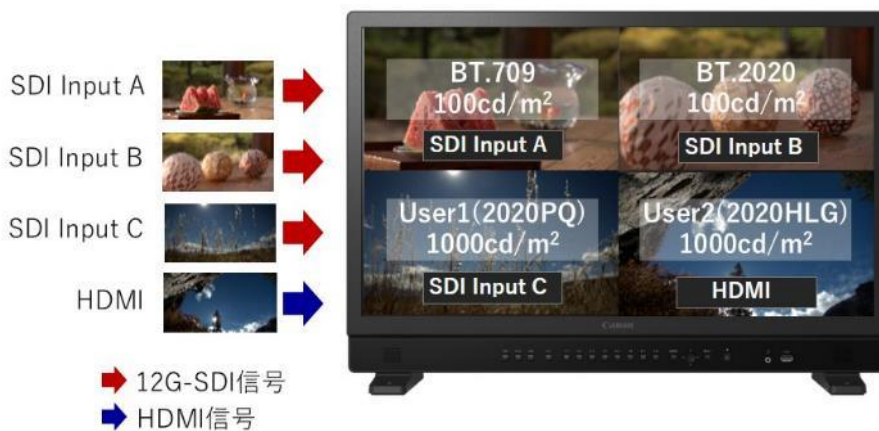 SDI Input A
SDI Input B
SDI Input C
HDMI
12G-SDI信号
HDMI信号
BT.709
100cd/m²
SDI Input A
BT.2020
100cd/m²
SDI Input B
User1(2020PQ)
1000cd/m²
SDI Input C
User2(2020HLG)
1000cd/m²
HDMI
Canon